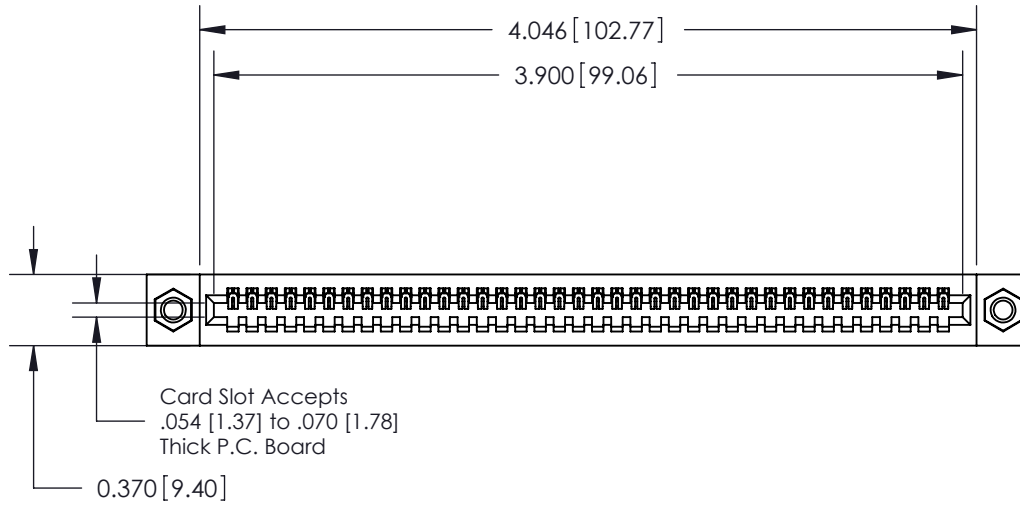 4.046[102.77]
3.900[99.06]
Card Slot Accepts
.054 [1.37] to .070 [1.78]
Thick P.C. Board
0.370[9.40]